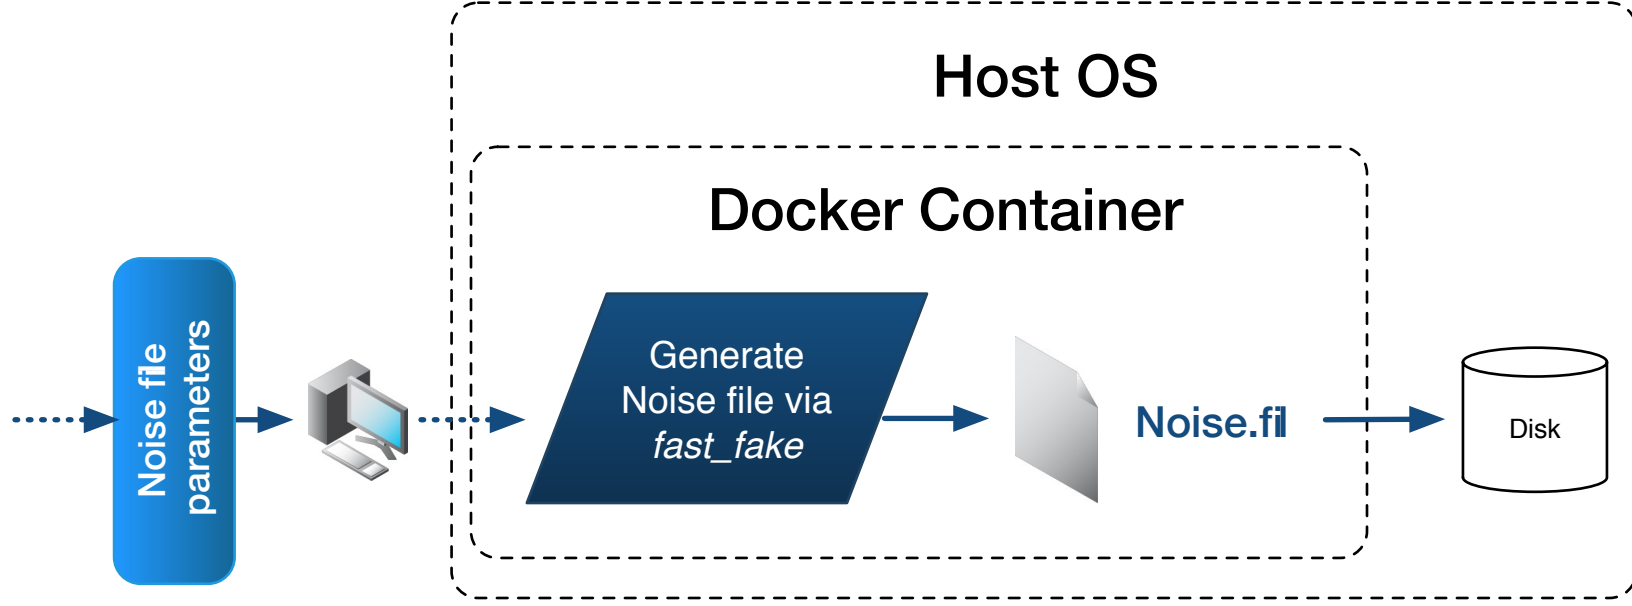 Host OS
Docker Container
Noise file
parameters
Generate
Noise file via
fast_fake
Noise.fil
Disk